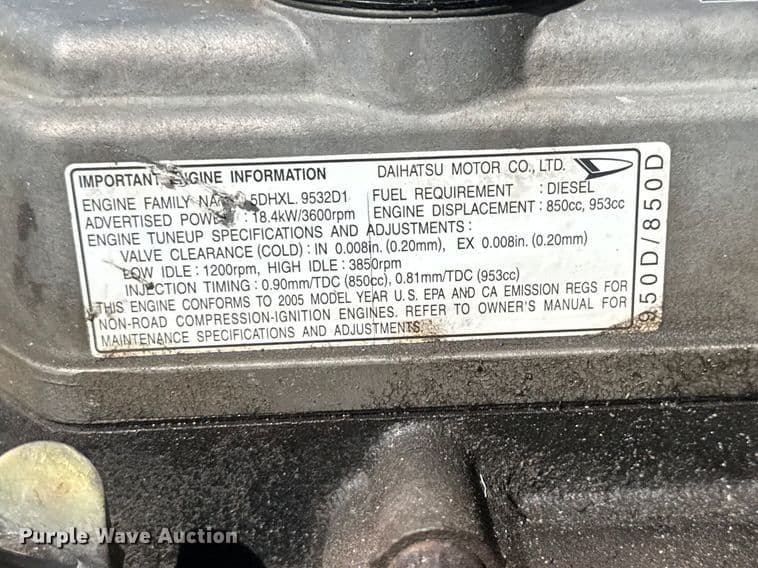 IMPORTANT ENGINE INFORMATION
DAIHATSU MOTOR CO., LTD.
ENGINE FAMILY NA 5DHXL. 9532D1
FUEL REQUIREMENT : DIESEL
ADVERTISED POWE : 18.4kW/3600rpm
ENGINE DISPLACEMENT : 850cc, 953cc
ENGINE TUNEUP SPECIFICATIONS AND ADJUSTMENTS :
VALVE CLEARANCE (COLD) : IN 0.008in. (0.20mm), EX 0.008in. (0.20mm)
LOW IDLE : 1200rpm, HIGH IDLE : 3850rpm
INJECTION TIMING : 0.90mm/TDC (850cc), 0.81mm/TDC (953cc)
THIS ENGINE CONFORMS TO 2005 MODEL YEAR U.S. EPA AND CA EMISSION REGS FOR
NON-ROAD COMPRESSION-IGNITION ENGINES. REFER TO OWNER'S MANUAL FOR
MAINTENANCE SPECIFICATIONS AND ADJUSTMENTS.
950D/850D
Purple Wave Auction